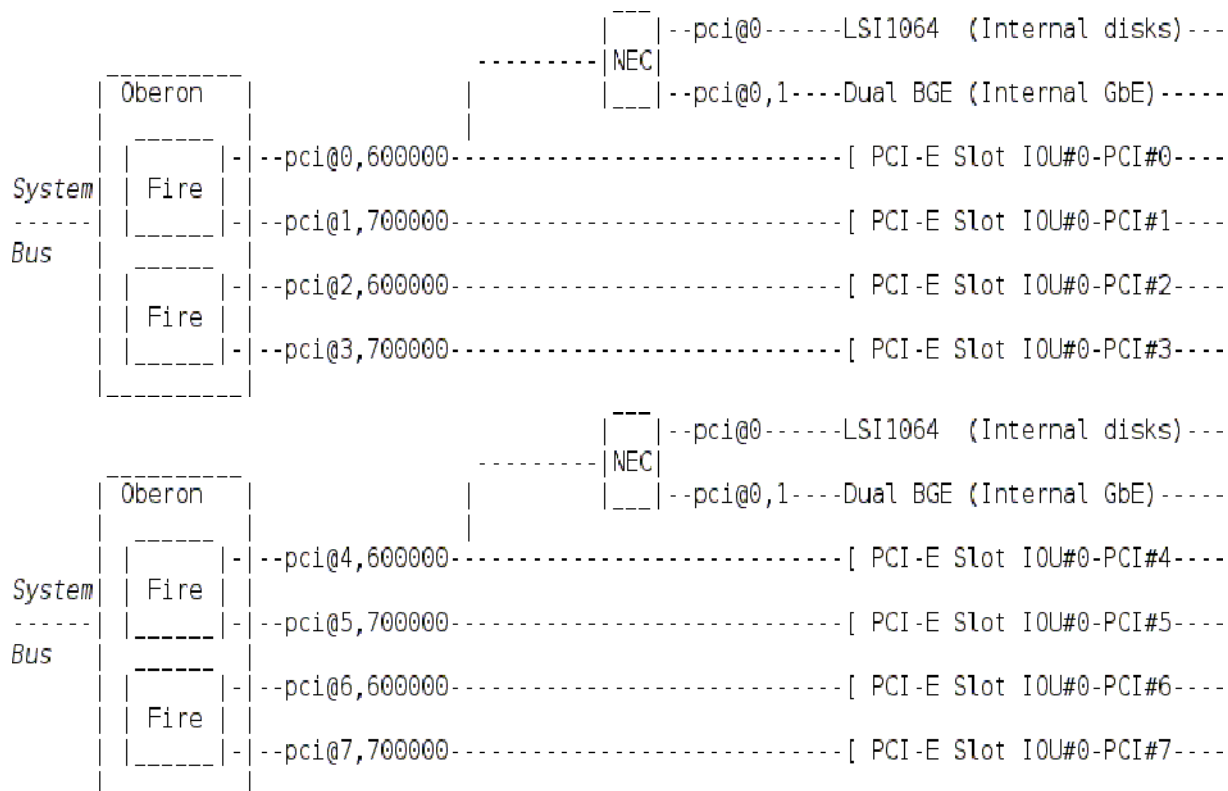 --pci@0------LSI1064 (Internal disks)---
---------|NEC|
Oberon
--pci@0,1----Dual BGE (Internal GbE)-----
--pci@0,600000----------------------------[ PCI-E Slot IOU#0-PCI#0----
System
Fire
------
--pci@1,700000----------------------------[ PCI-E Slot IOU#0-PCI#1----
Bus
--pci@2,600000----------------------------[ PCI-E Slot IOU#0-PCI#2----
Fire
--pci@3,700000----------------------------[ PCI-E Slot IOU#0-PCI#3----
--pci@0------LSI1064 (Internal disks)---
---------|NEC|
Oberon
--pci@0,1----Dual BGE (Internal GbE)-----
--pci@4,600000----------------------------[ PCI-E Slot IOU#0-PCI#4----
System
Fire
------
--pci@5,700000----------------------------[ PCI-E Slot IOU#0-PCI#5----
Bus
--pci@6,600000----------------------------[ PCI-E Slot IOU#0-PCI#6----
Fire
--pci@7,700000----------------------------[ PCI-E Slot IOU#0-PCI#7----